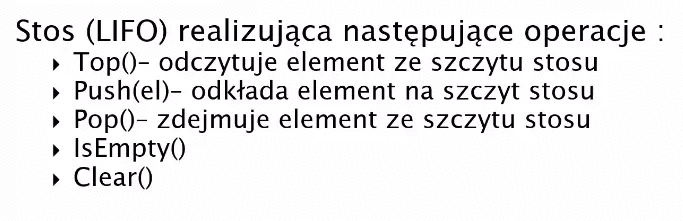 Stos (LIFO) realizująca następujące operacje :
‣ Top()– odczytuje element ze szczytu stosu
‣ Push(el)– odkłada element na szczyt stosu
‣ Pop()– zdejmuje element ze szczytu stosu
‣ IsEmpty()
‣ Clear()